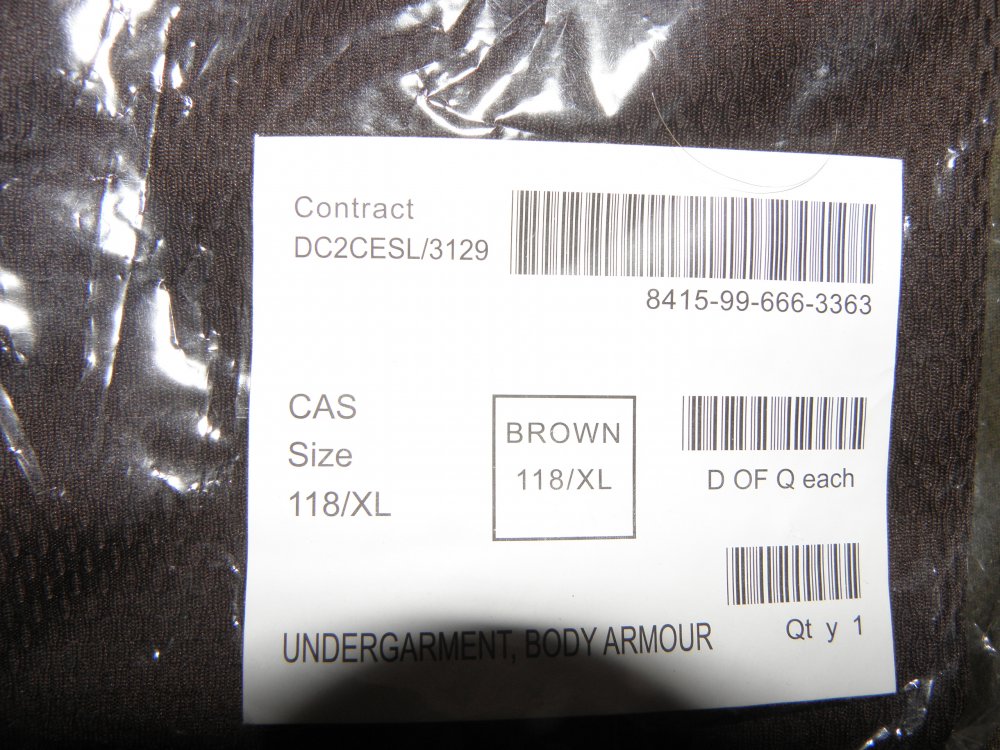 Contract
DC2CESL/3129
8415-99-666-3363
CAS
Size
118/XL
BROWN
118/XL
D OF Q each
Qt y 1
UNDERGARMENT, BODY ARMOUR